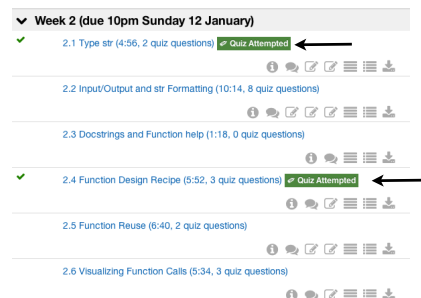 Week 2 (due 10pm Sunday 12 January)
2.1 Type str (4:56, 2 quiz questions) Quiz Attempted
2.2 Input/Output and str Formatting (10:14, 8 quiz questions)
2.3 Docstrings and Function help (1:18, 0 quiz questions)
2.4 Function Design Recipe (5:52, 3 quiz questions) Quiz Attempted
2.5 Function Reuse (6:40, 2 quiz questions)
2.6 Visualizing Function Calls (5:34, 3 quiz questions)